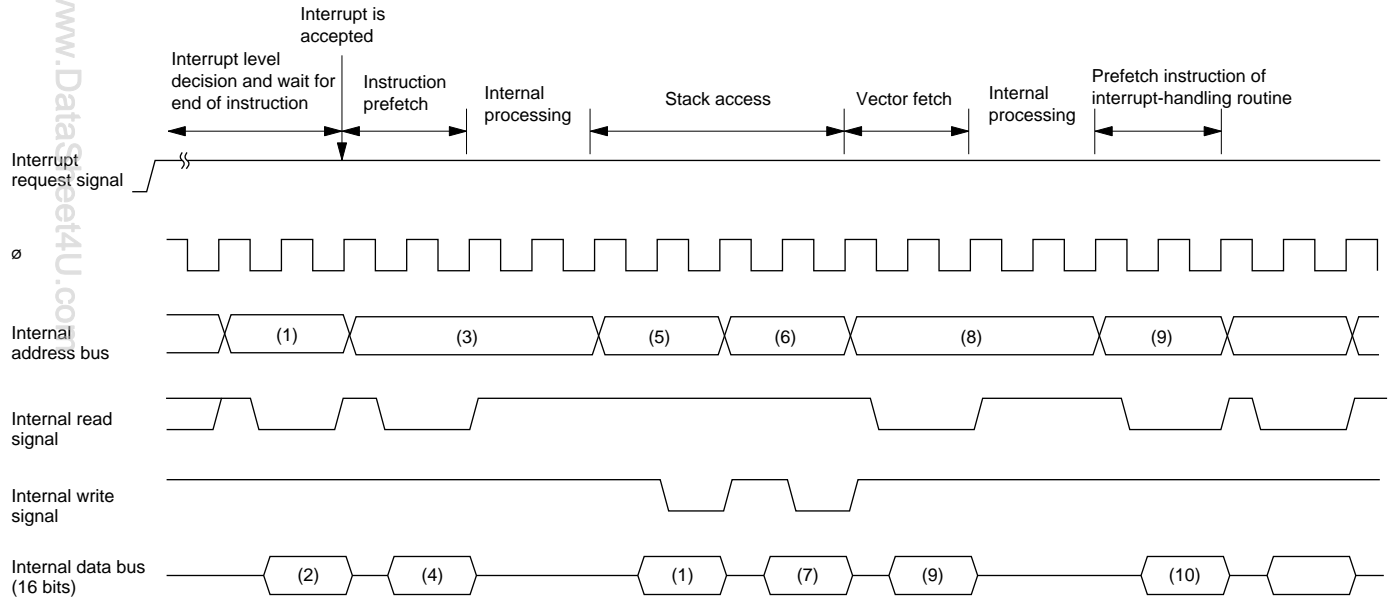 Interrupt is
accepted
Interrupt level
decision and wait for
end of instruction
Instruction
prefetch
Internal
processing
Stack access
Vector fetch
Internal
processing
Prefetch instruction of
interrupt-handling routine
Interrupt
request signal
ø
Internal
address bus
(1)
(3)
(5)
(6)
(8)
(9)
Internal read
signal
Internal write
signal
Internal data bus
(16 bits)
(2)
(4)
(1)
(7)
(9)
(10)
www.DataSheet4U.com